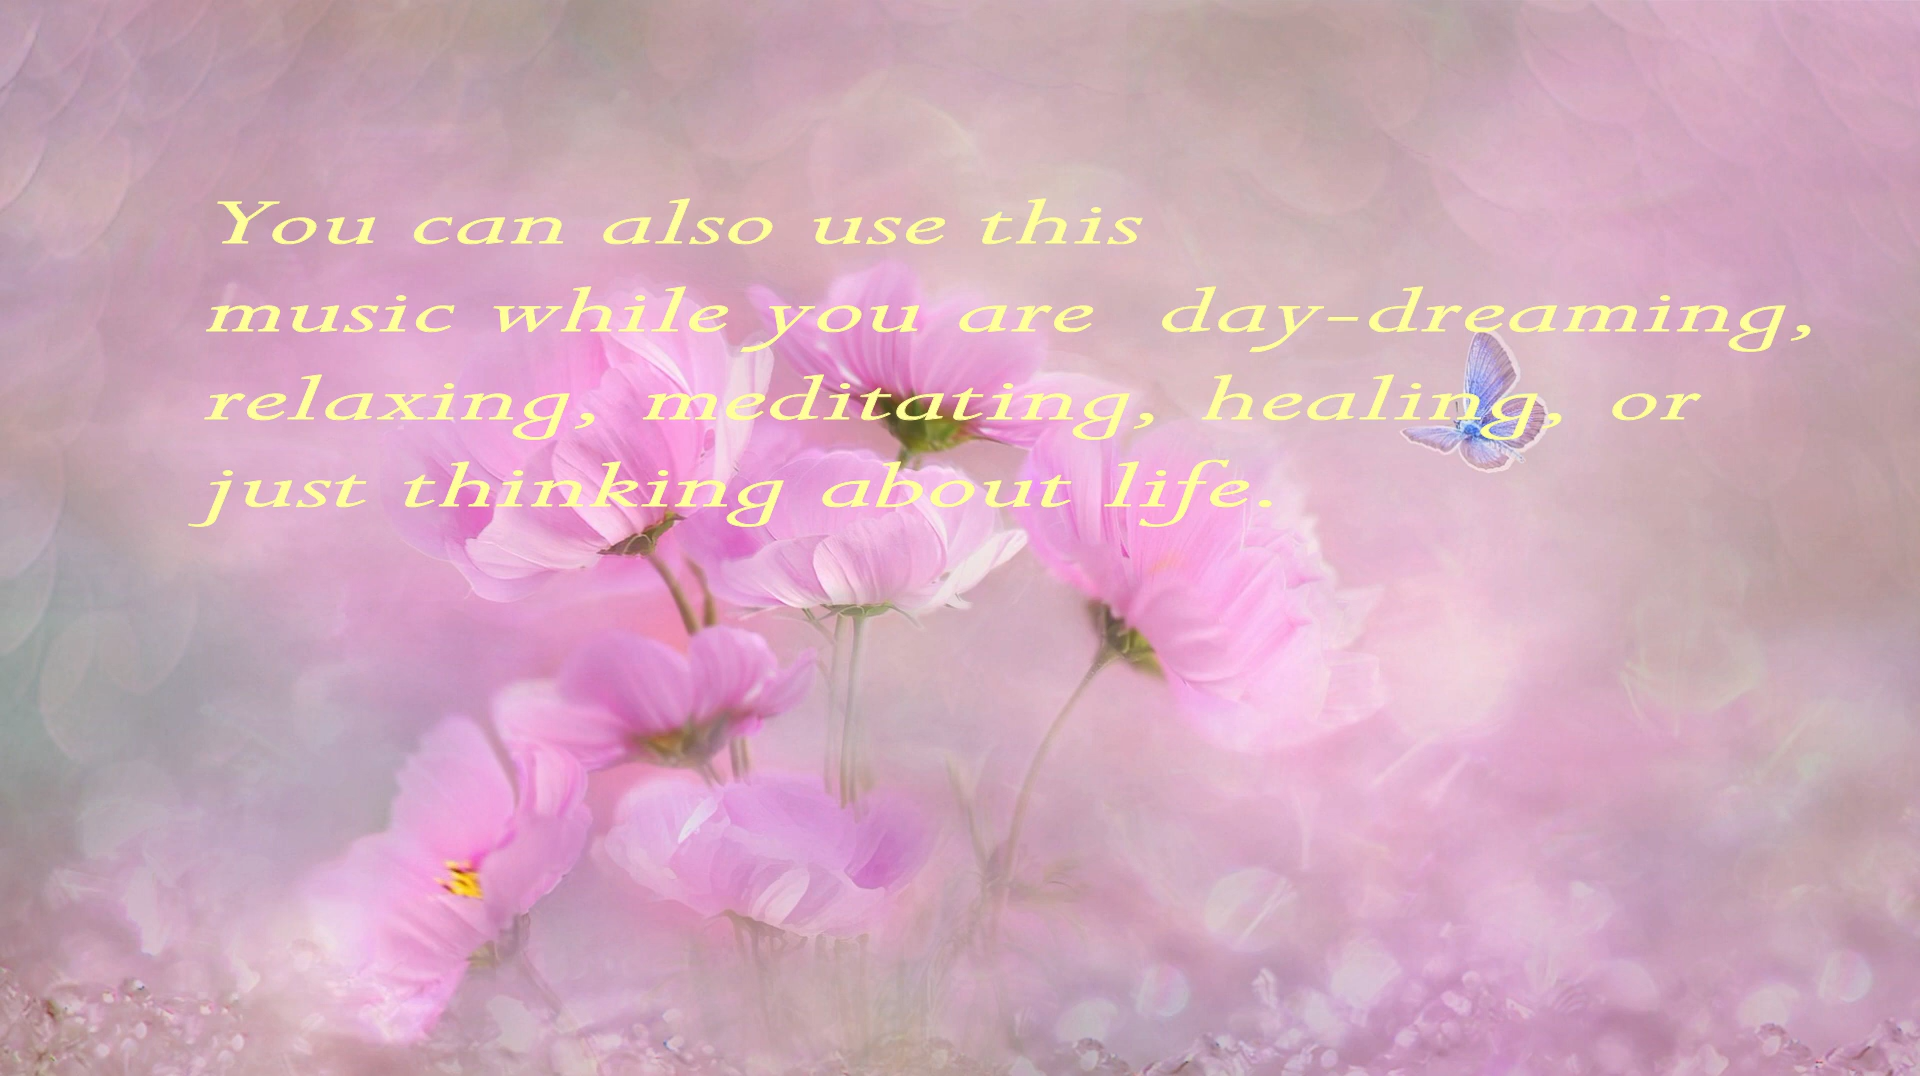 You can also use this
music while you are  day-dreaming,
relaxing, meditating, healing, or
just thinking about life.